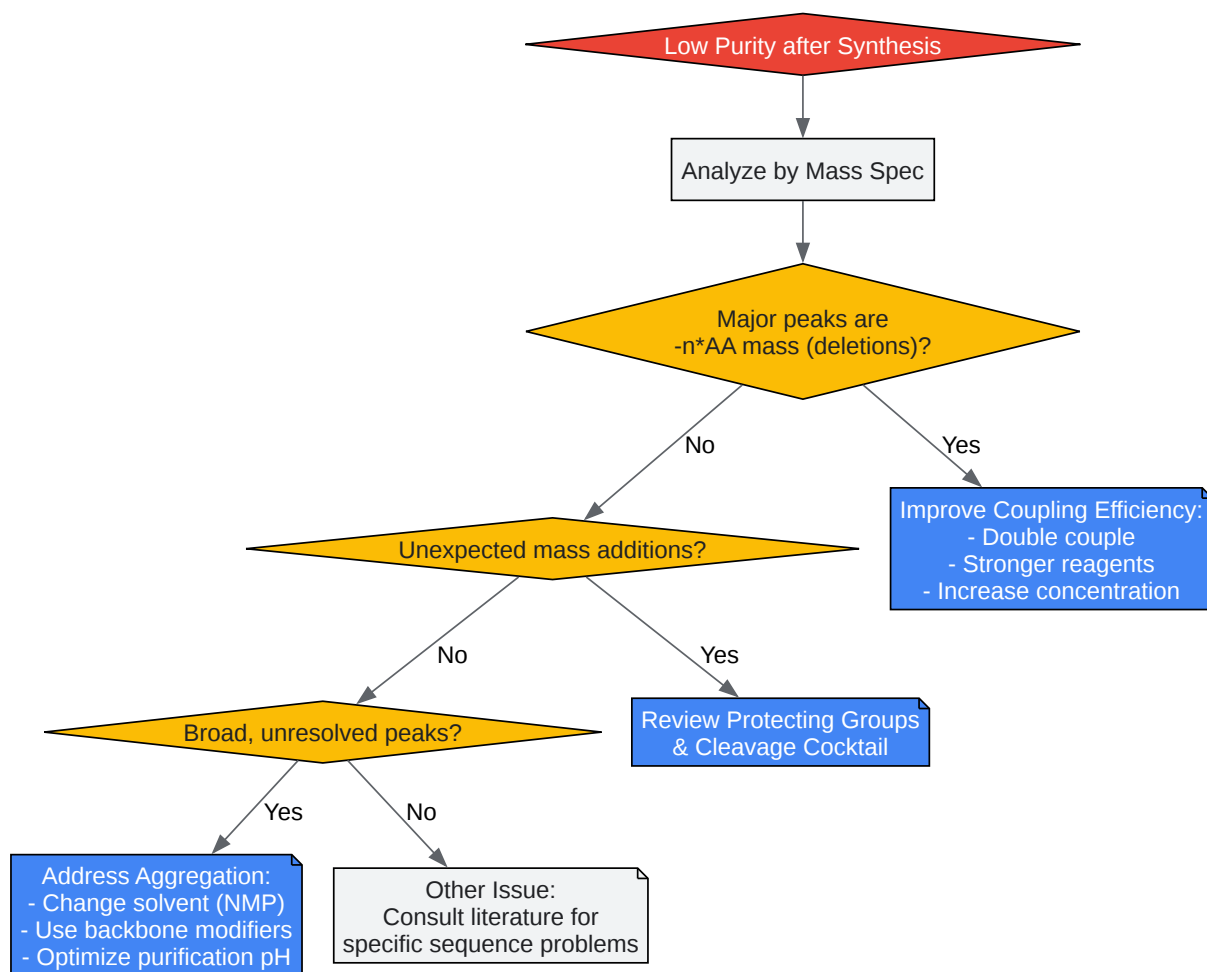 Low Purity after Synthesis
Analyze by Mass Spec
Major peaks are
-n*AA mass (deletions)?
No
Yes
Improve Coupling Efficiency:
- Double couple
- Stronger reagents
- Increase concentration
Unexpected mass additions?
No
Yes
Review Protecting Groups
& Cleavage Cocktail
Broad, unresolved peaks?
Yes
No
Address Aggregation:
- Change solvent (NMP)
- Use backbone modifiers
- Optimize purification pH
Other Issue:
Consult literature for
specific sequence problems